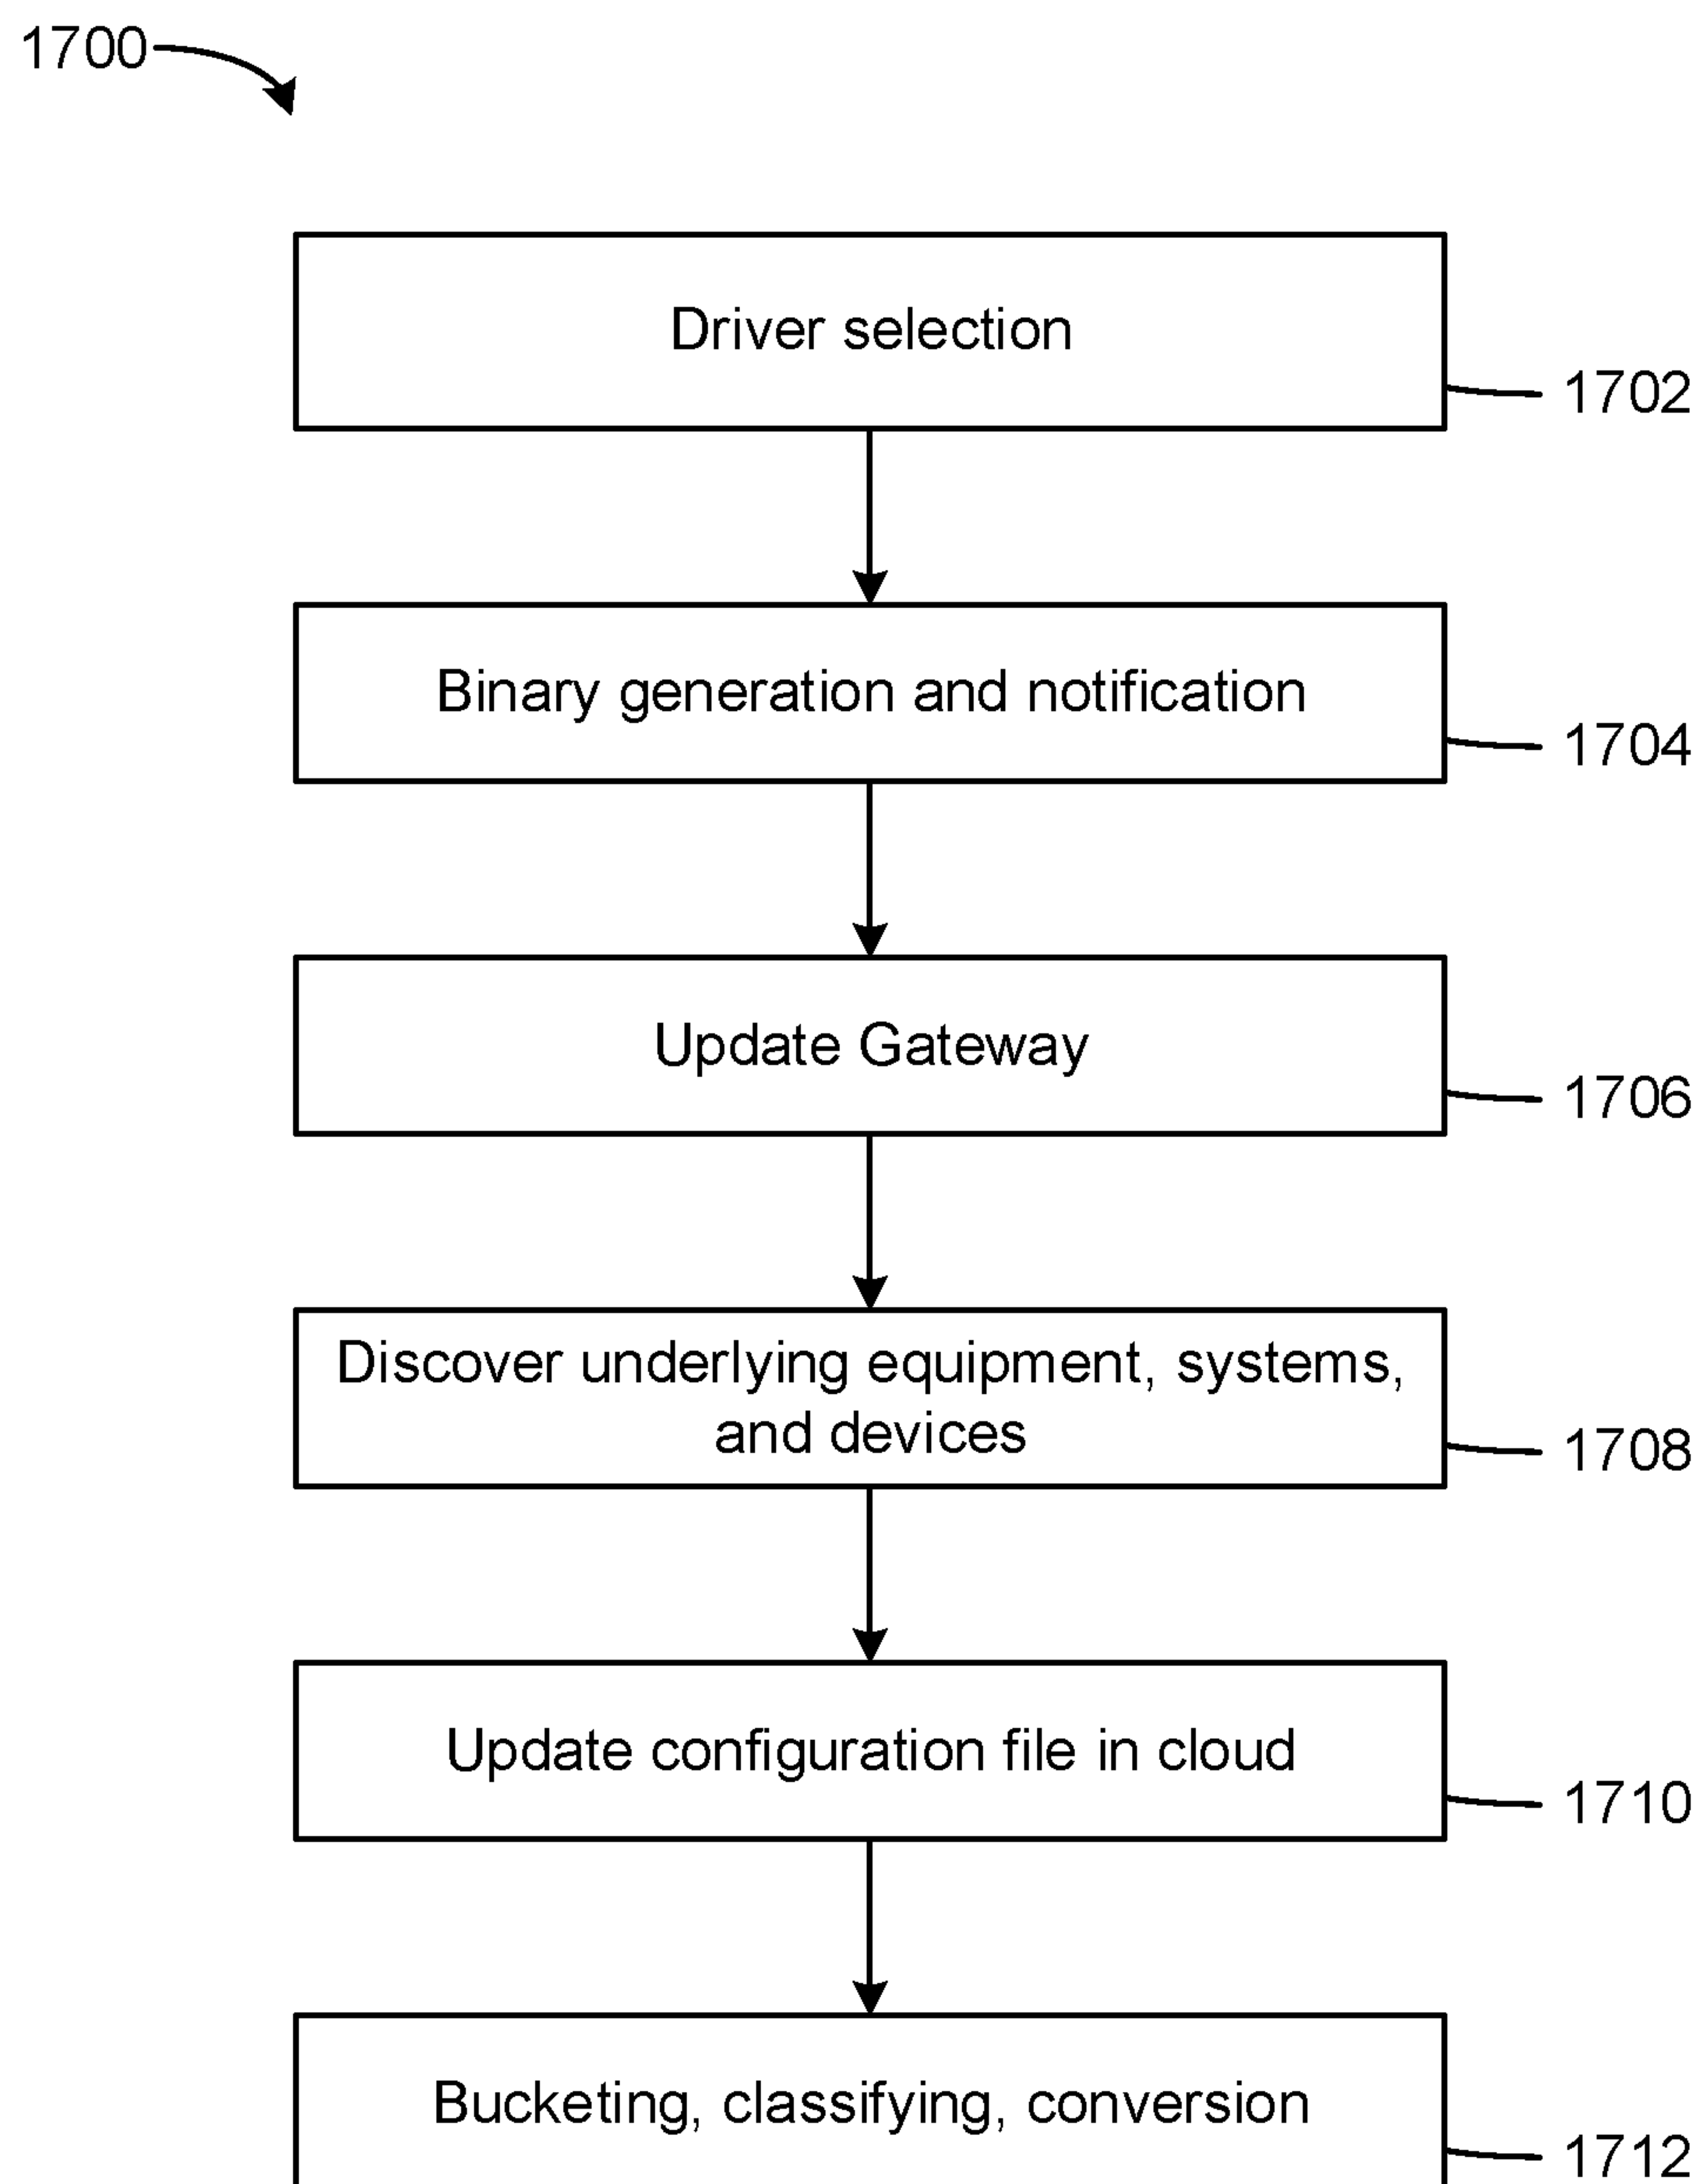 1700
Driver selection
1702
Binary generation and notification
1704
Update Gateway
1706
Discover underlying equipment, systems,
and devices
1708
Update configuration file in cloud
1710
Bucketing, classifying, conversion
1712